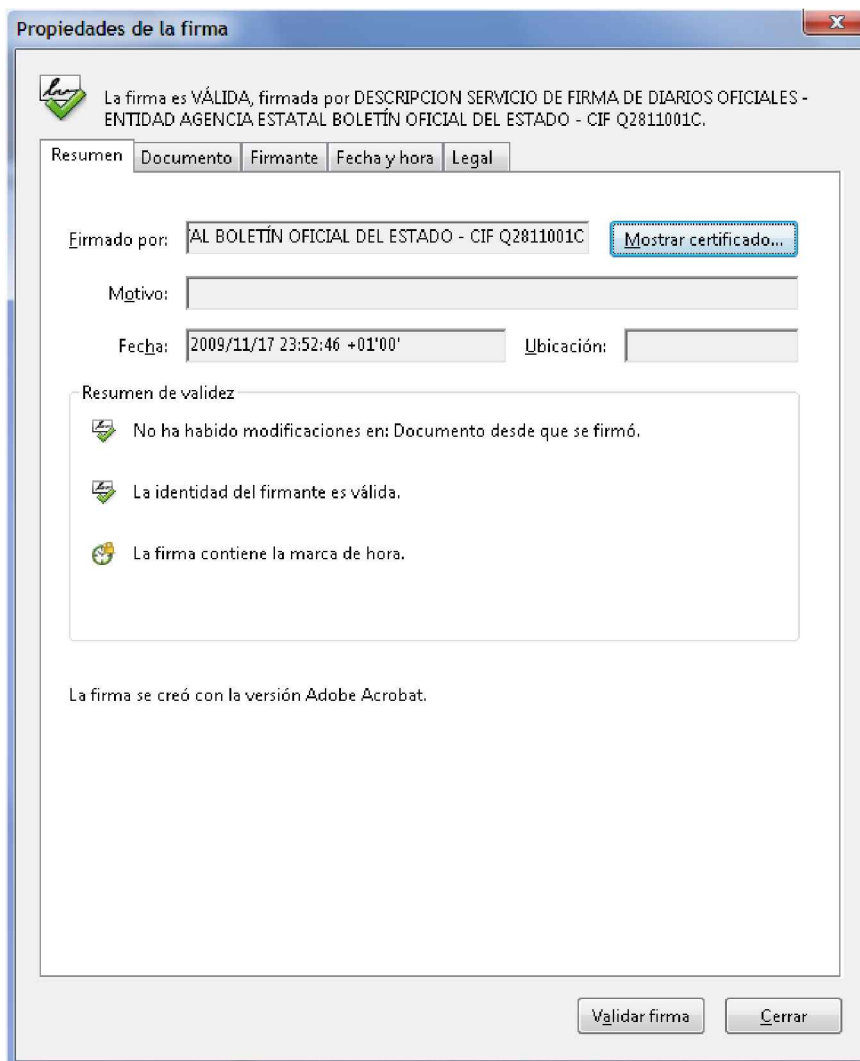 Propiedades de la firma
La firma es VÁLIDA, firmada por DESCRIPCION SERVICIO DE FIRMA DE DIARIOS OFICIALES -
ENTIDAD AGENCIA ESTATAL BOLETÍN OFICIAL DEL ESTADO - CIF Q2811001C.
Resumen Documento Firmante Fecha y hora Legal
Firmado por: AL BOLETÍN OFICIAL DEL ESTADO - CIF Q2811001C Mostrar certificado...
Motivo:
Fecha: 2009/11/17 23:52:46 +01'00' Ubicación:
Resumen de validez
No ha habido modificaciones en: Documento desde que se firmó.
La identidad del firmante es válida.
La firma contiene la marca de hora.
La firma se creó con la versión Adobe Acrobat.
Validar firma Cerrar